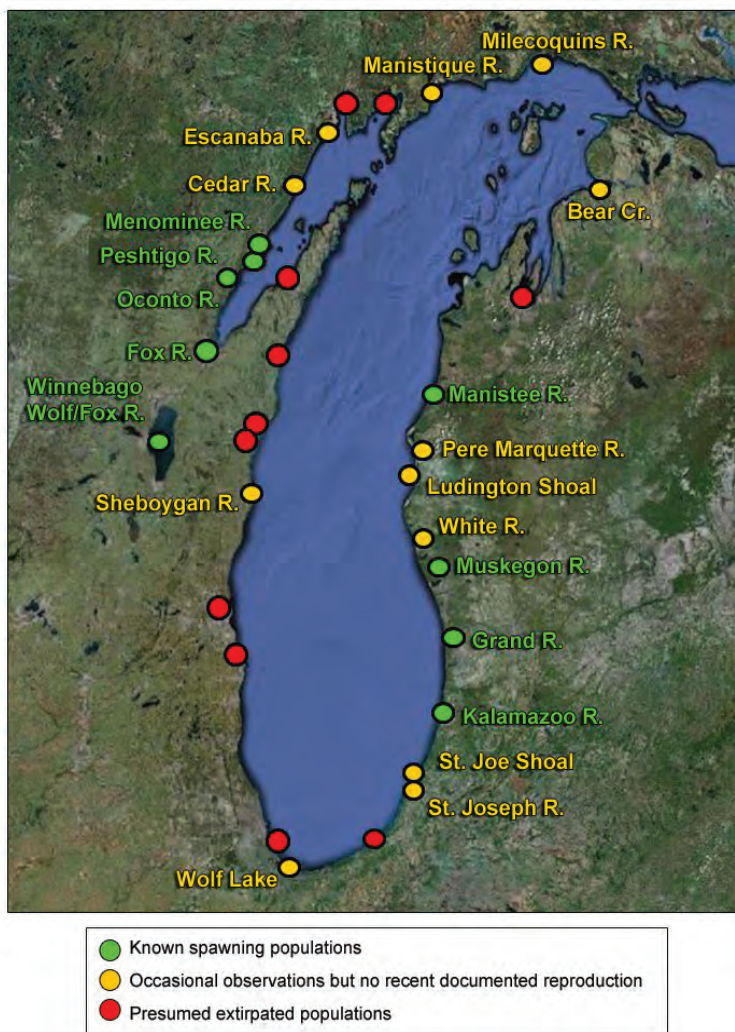 Milecoquins R.
Manistique R.
Escanaba R.
Cedar R.
Bear Cr.
Menominee R.
Peshtigo R.
Oconto R.
Fox R.
Winnebago
Wolf/Fox R.
Manistee R.
Pere Marquette R.
Ludington Shoal
Sheboygan R.
White R.
Muskegon R.
Grand R.
Kalamazoo R.
St. Joe Shoal
St. Joseph R.
Wolf Lake
Known spawning populations
Occasional observations but no recent documented reproduction
Presumed extirpated populations